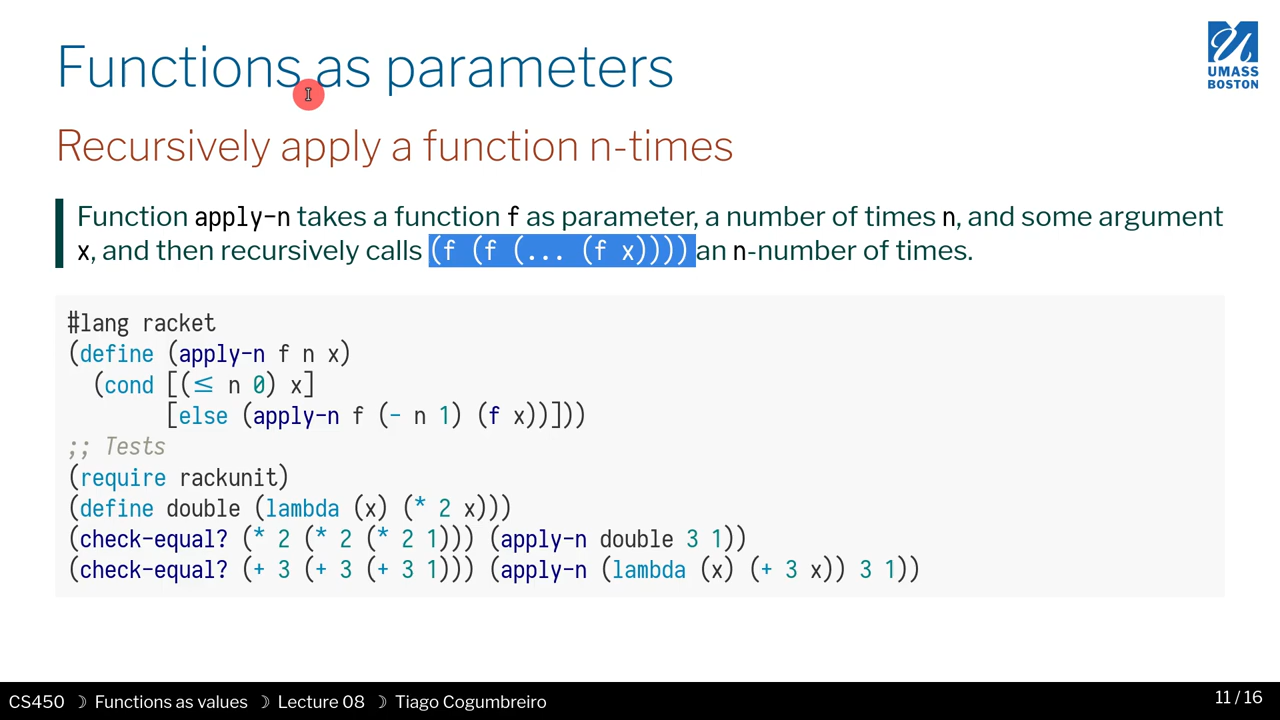 Functions as parameters
UMASS
BOSTON
Recursively apply a function n-times
Function apply-n takes a function f as parameter, a number of times n, and some argument
x, and then recursively calls (f (f (... (f x)))) an n-number of times.
#lang racket
(define (apply-n f n x)
  (cond [(≤ n 0) x]
        [else (apply-n f (- n 1) (f x))]))
;; Tests
(require rackunit)
(define double (lambda (x) (* 2 x)))
(check-equal? (* 2 (* 2 (* 2 1))) (apply-n double 3 1))
(check-equal? (+ 3 (+ 3 (+ 3 1))) (apply-n (lambda (x) (+ 3 x)) 3 1))
CS450 ☽ Functions as values ☽ Lecture 08 ☽ Tiago Cogumbreiro
11 / 16